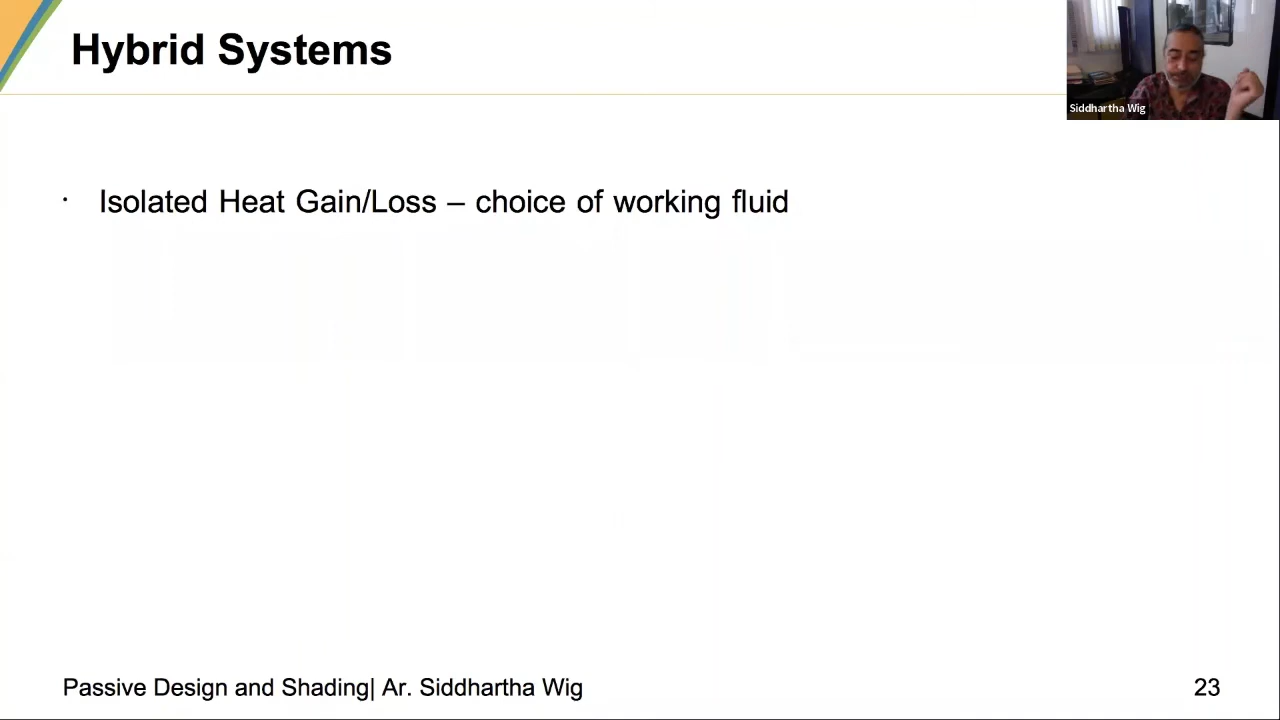 Hybrid Systems
Siddhartha Wig
· Isolated Heat Gain/Loss – choice of working fluid
Passive Design and Shading| Ar. Siddhartha Wig
23